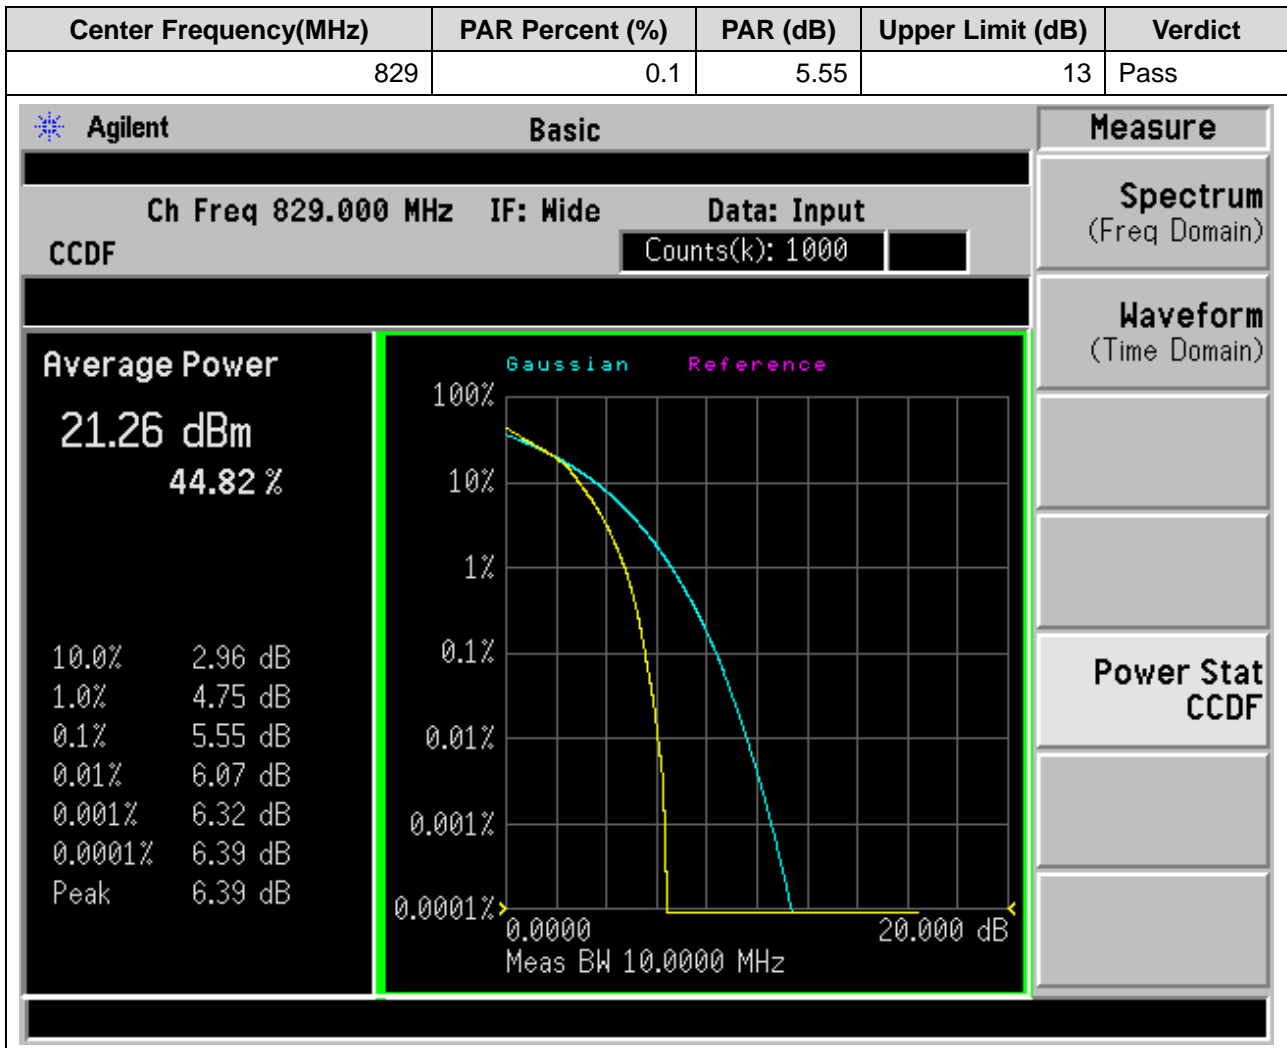 Center Frequency(MHz) PAR Percent (%) PAR (dB) Upper Limit (dB) Verdict
829 0.1 5.55 13 Pass
Agilent Basic Measure
Ch Freq 829.000 MHz IF: Wide Data: Input
CCDF Counts(k): 1000
Spectrum
(Freq Domain)
Waveform
(Time Domain)
Power Stat
CCDF
Average Power
21.26 dBm
44.82 %
10.0% 2.96 dB
1.0% 4.75 dB
0.1% 5.55 dB
0.01% 6.07 dB
0.001% 6.32 dB
0.0001% 6.39 dB
Peak 6.39 dB
Gaussian Reference
100%
10%
1%
0.1%
0.01%
0.001%
0.0001%
0.0000 20.000 dB
Meas BW 10.0000 MHz